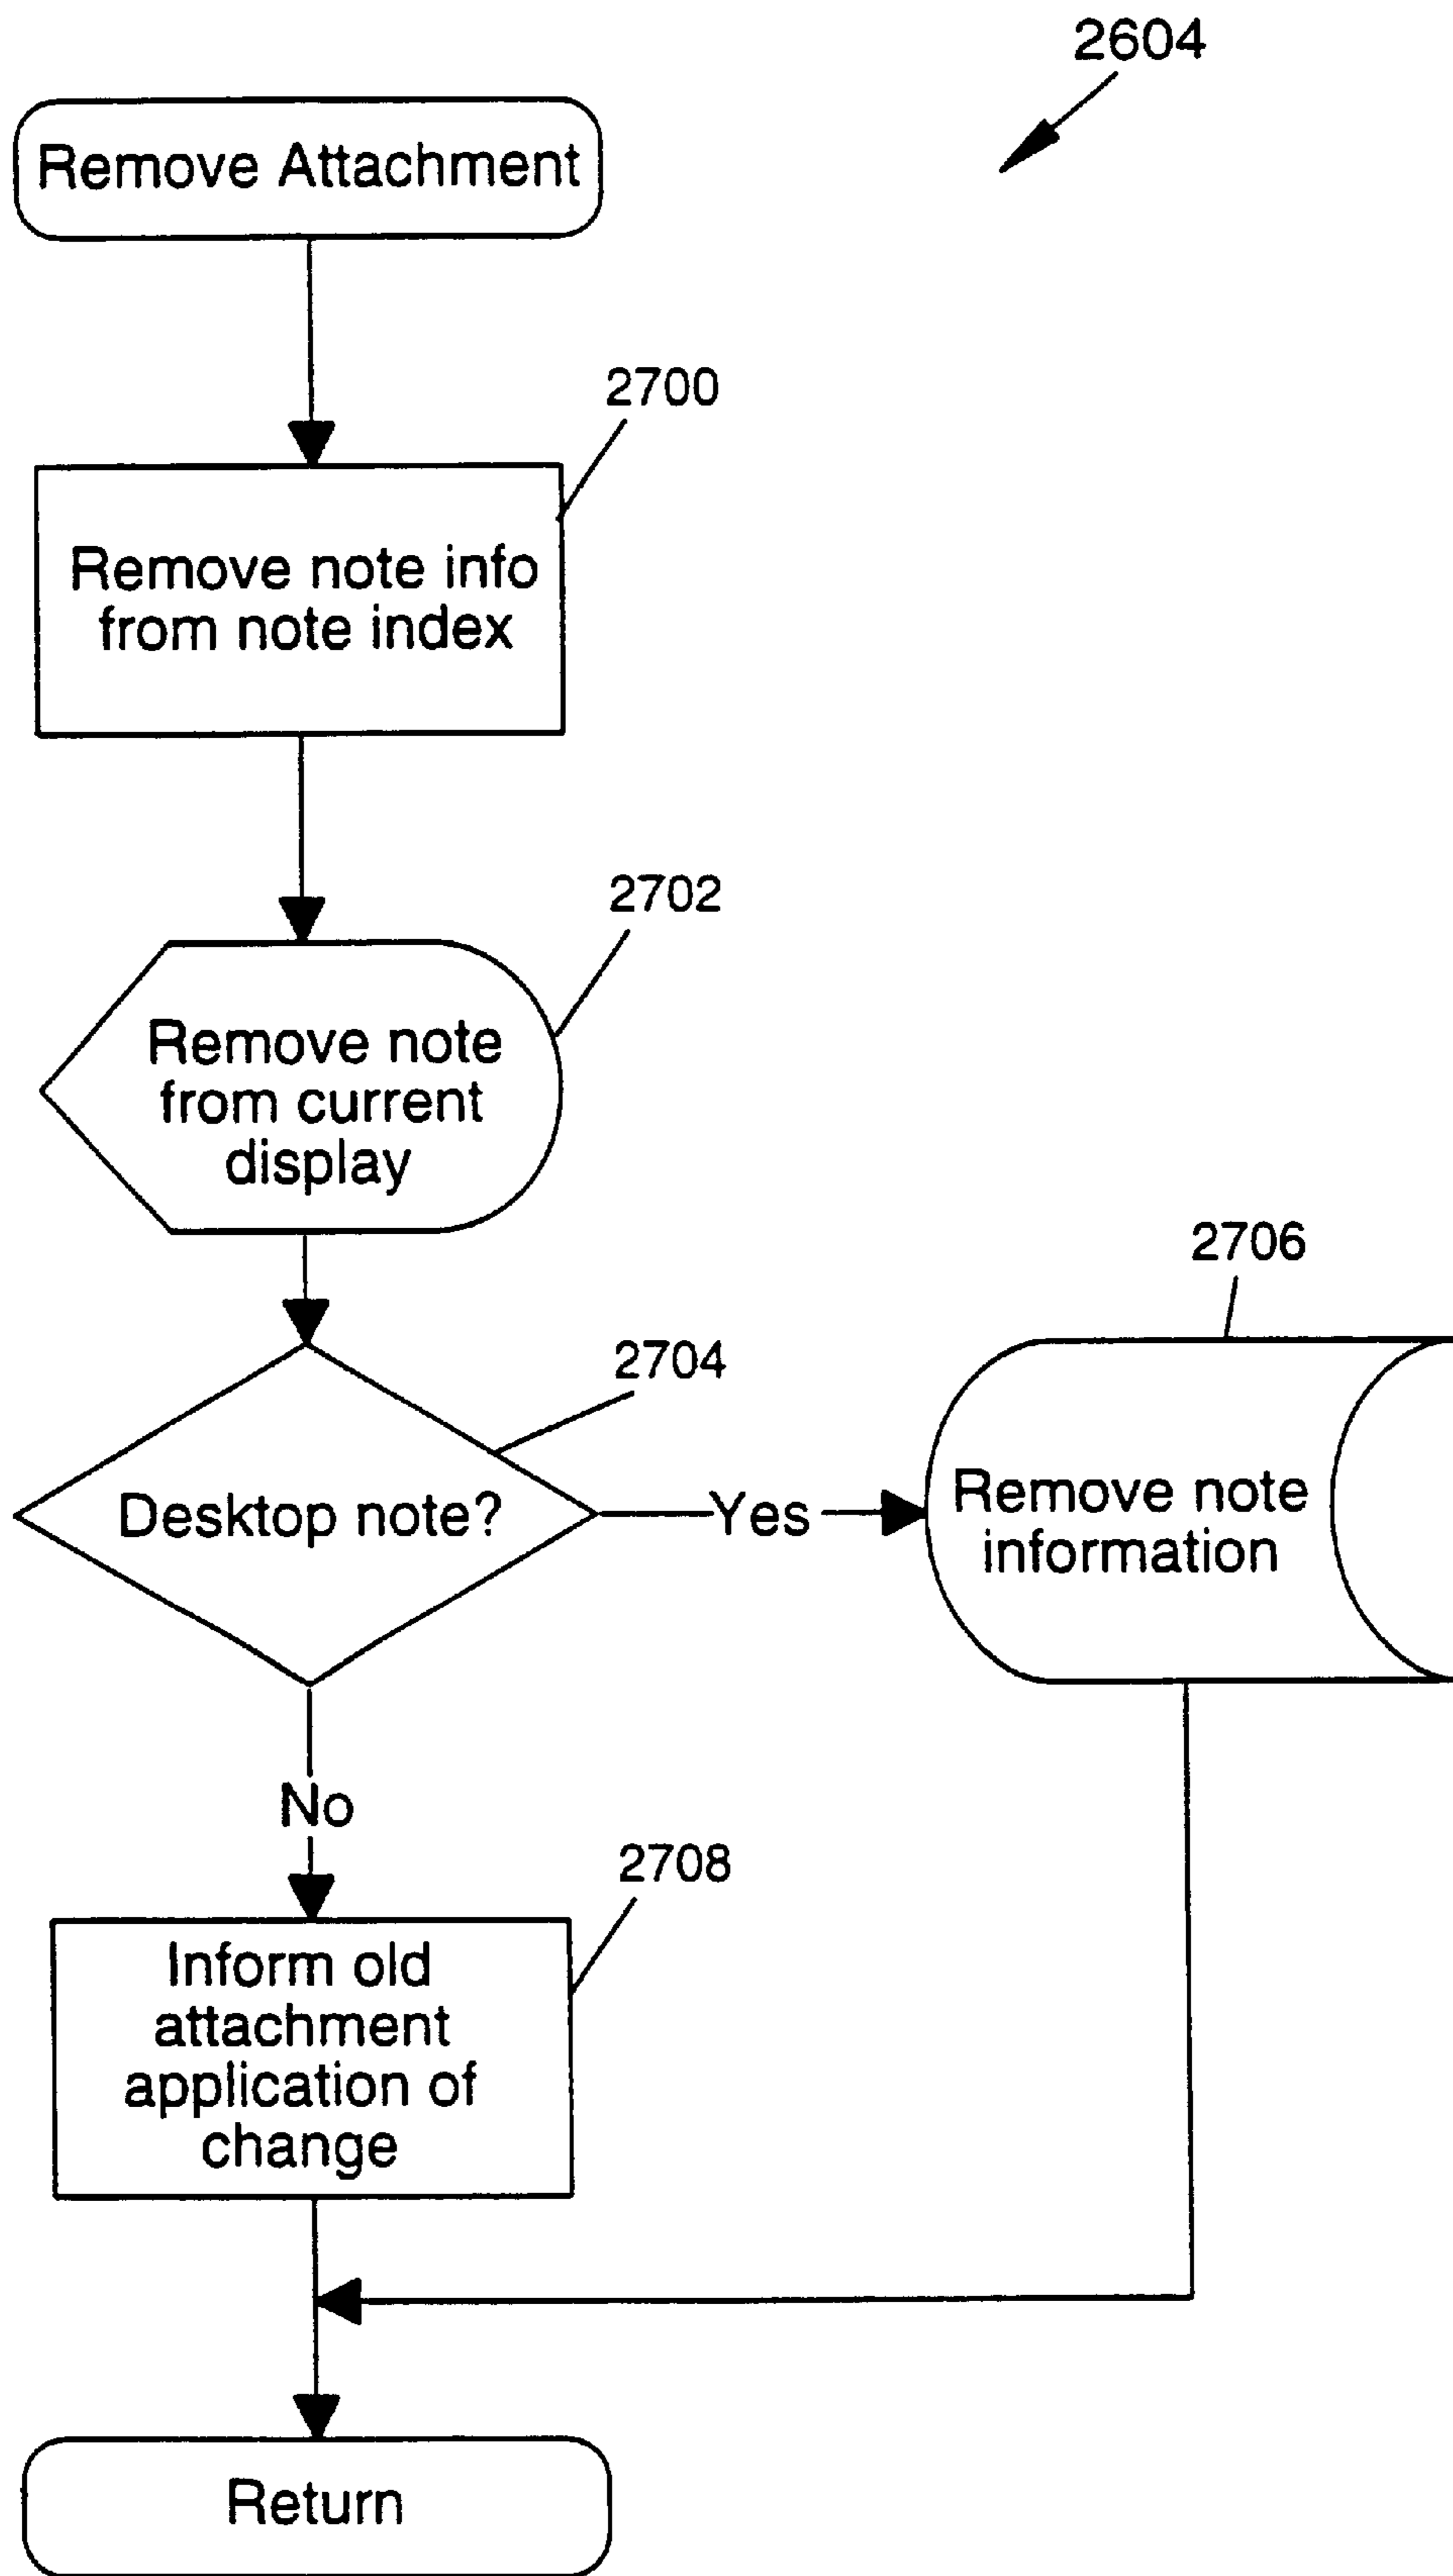 2604
Remove Attachment
2700
Remove note info
from note index
2702
Remove note
from current
display
2704
Desktop note?
Yes
2706
Remove note
information
No
2708
Inform old
attachment
application of
change
Return